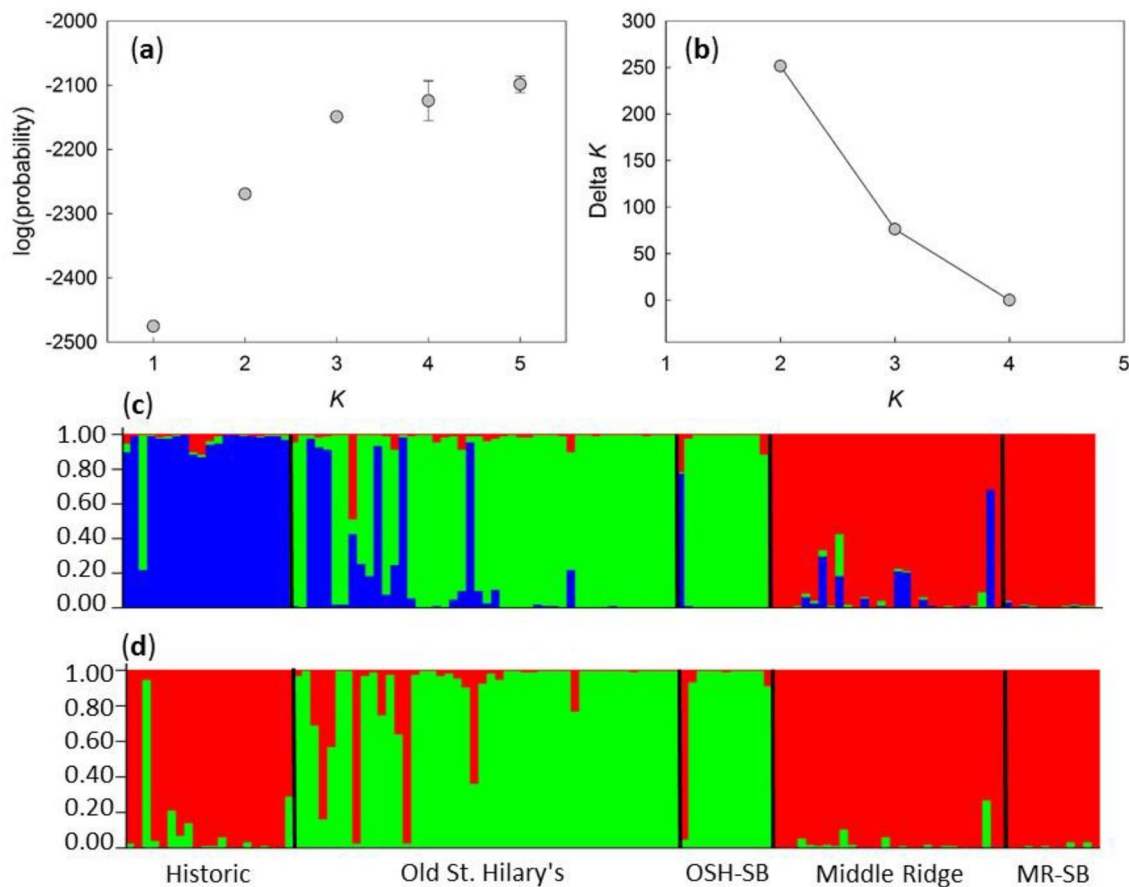 (a)
-2000
-2100
-2200
-2300
-2400
-2500
log(probability)
1 2 3 4 5
K
(b)
300
250
200
150
100
50
0
Delta K
1 2 3 4 5
K
(c)
1.00
0.80
0.60
0.40
0.20
0.00
(d)
1.00
0.80
0.60
0.40
0.20
0.00
Historic Old St. Hilary's OSH-SB Middle Ridge MR-SB